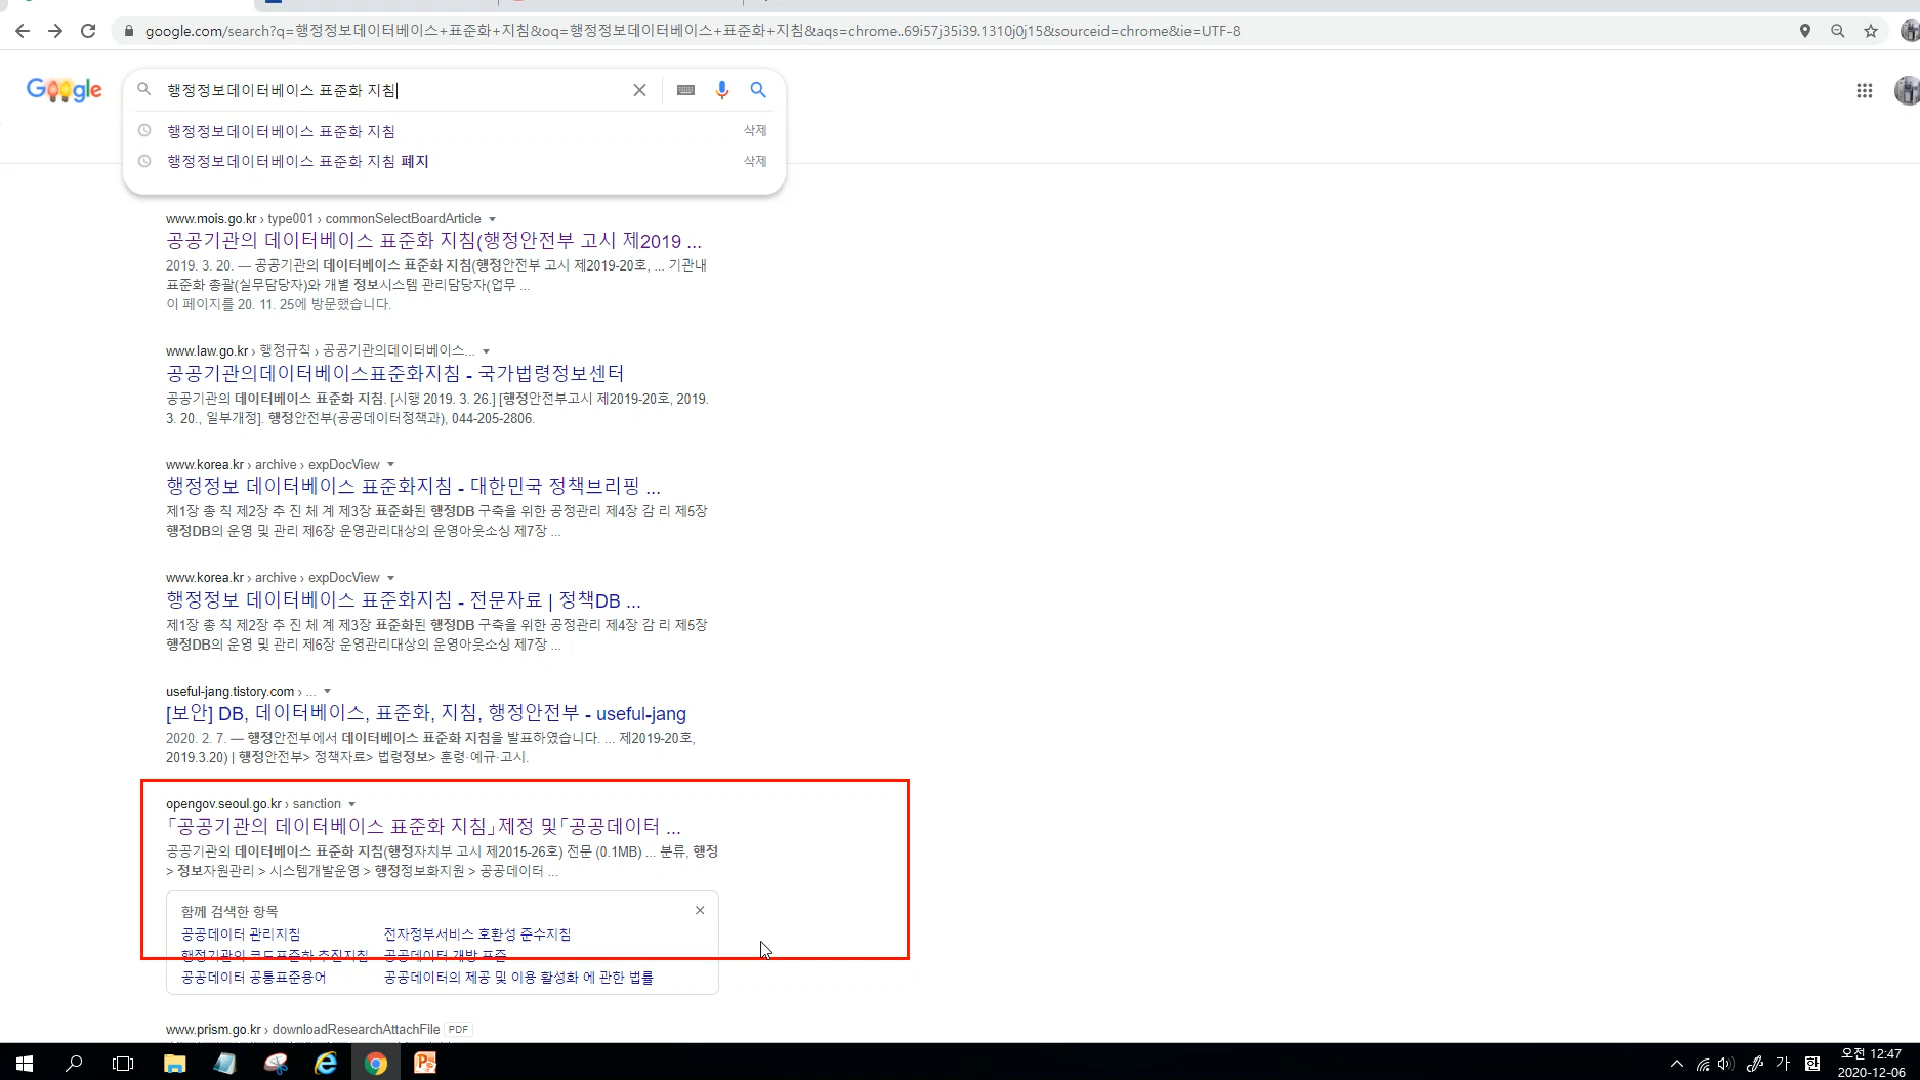 google.com/search?q=행정정보데이터베이스+표준화+지침&oq=행정정보데이터베이스+표준화+지침&aqs=chrome..69i57j35i39.1310j0j15&sourceid=chrome&ie=UTF-8
Google
행정정보데이터베이스 표준화 지침
행정정보데이터베이스 표준화 지침 삭제
행정정보데이터베이스 표준화 지침 폐지 삭제
www.mois.go.kr › type001 › commonSelectBoardArticle
공공기관의 데이터베이스 표준화 지침(행정안전부 고시 제2019 ...
2019. 3. 20. — 공공기관의 데이터베이스 표준화 지침(행정안전부 고시 제2019-20호, ... 기관내
표준화 총괄(실무담당자)와 개별 정보시스템 관리담당자(업무 ...
이 페이지를 20. 11. 25에 방문했습니다.
www.law.go.kr › 행정규칙 › 공공기관의데이터베이스...
공공기관의데이터베이스표준화지침 - 국가법령정보센터
공공기관의 데이터베이스 표준화 지침. [시행 2019. 3. 26.] [행정안전부고시 제2019-20호, 2019.
3. 20., 일부개정]. 행정안전부(공공데이터정책과), 044-205-2806.
www.korea.kr › archive › expDocView
행정정보 데이터베이스 표준화지침 - 대한민국 정책브리핑 ...
제1장 총 칙 제2장 추 진 체 계 제3장 표준화된 행정DB 구축을 위한 공정관리 제4장 감 리 제5장
행정DB의 운영 및 관리 제6장 운영관리대상의 운영아웃소싱 제7장 ...
www.korea.kr › archive › expDocView
행정정보 데이터베이스 표준화지침 - 전문자료 | 정책DB ...
제1장 총 칙 제2장 추 진 체 계 제3장 표준화된 행정DB 구축을 위한 공정관리 제4장 감 리 제5장
행정DB의 운영 및 관리 제6장 운영관리대상의 운영아웃소싱 제7장 ...
useful-jang.tistory.com › ...
[보안] DB, 데이터베이스, 표준화, 지침, 행정안전부 - useful-jang
2020. 2. 7. — 행정안전부에서 데이터베이스 표준화 지침을 발표하였습니다. ... 제2019-20호,
2019.3.20) | 행정안전부> 정책자료> 법령정보> 훈령·예규·고시.
opengov.seoul.go.kr › sanction
「공공기관의 데이터베이스 표준화 지침」제정 및「공공데이터 ...
공공기관의 데이터베이스 표준화 지침(행정자치부 고시 제2015-26호) 전문 (0.1MB) ... 분류, 행정
> 정보자원관리 > 시스템개발운영 > 행정정보화지원 > 공공데이터 ...
함께 검색한 항목
공공데이터 관리지침 전자정부서비스 호환성 준수지침
행정기관의 코드표준화 추진지침 공공데이터 개방 표준
공공데이터 공통표준용어 공공데이터의 제공 및 이용 활성화 에 관한 법률
www.prism.go.kr › downloadResearchAttachFile PDF
가 한
오전 12:47
2020-12-06